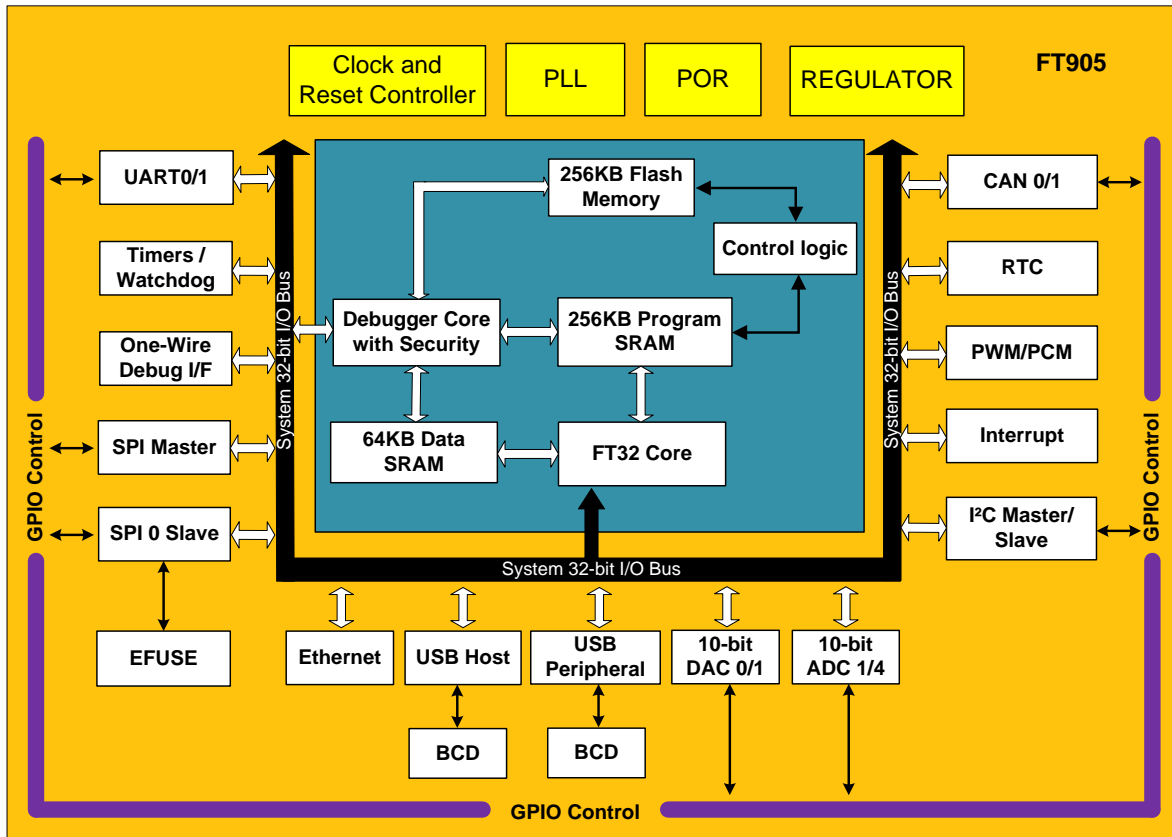 Clock and
Reset Controller
PLL
POR
REGULATOR
FT905
UART0/1
Timers /
Watchdog
One-Wire
Debug I/F
SPI Master
SPI 0 Slave
EFUSE
GPIO Control
System 32-bit I/O Bus
256KB Flash
Memory
Control logic
Debugger Core
with Security
256KB Program
SRAM
64KB Data
SRAM
FT32 Core
System 32-bit I/O Bus
System 32-bit I/O Bus
CAN 0/1
RTC
PWM/PCM
Interrupt
I²C Master/
Slave
GPIO Control
Ethernet
USB Host
USB
Peripheral
10-bit
DAC 0/1
10-bit
ADC 1/4
BCD
BCD
GPIO Control